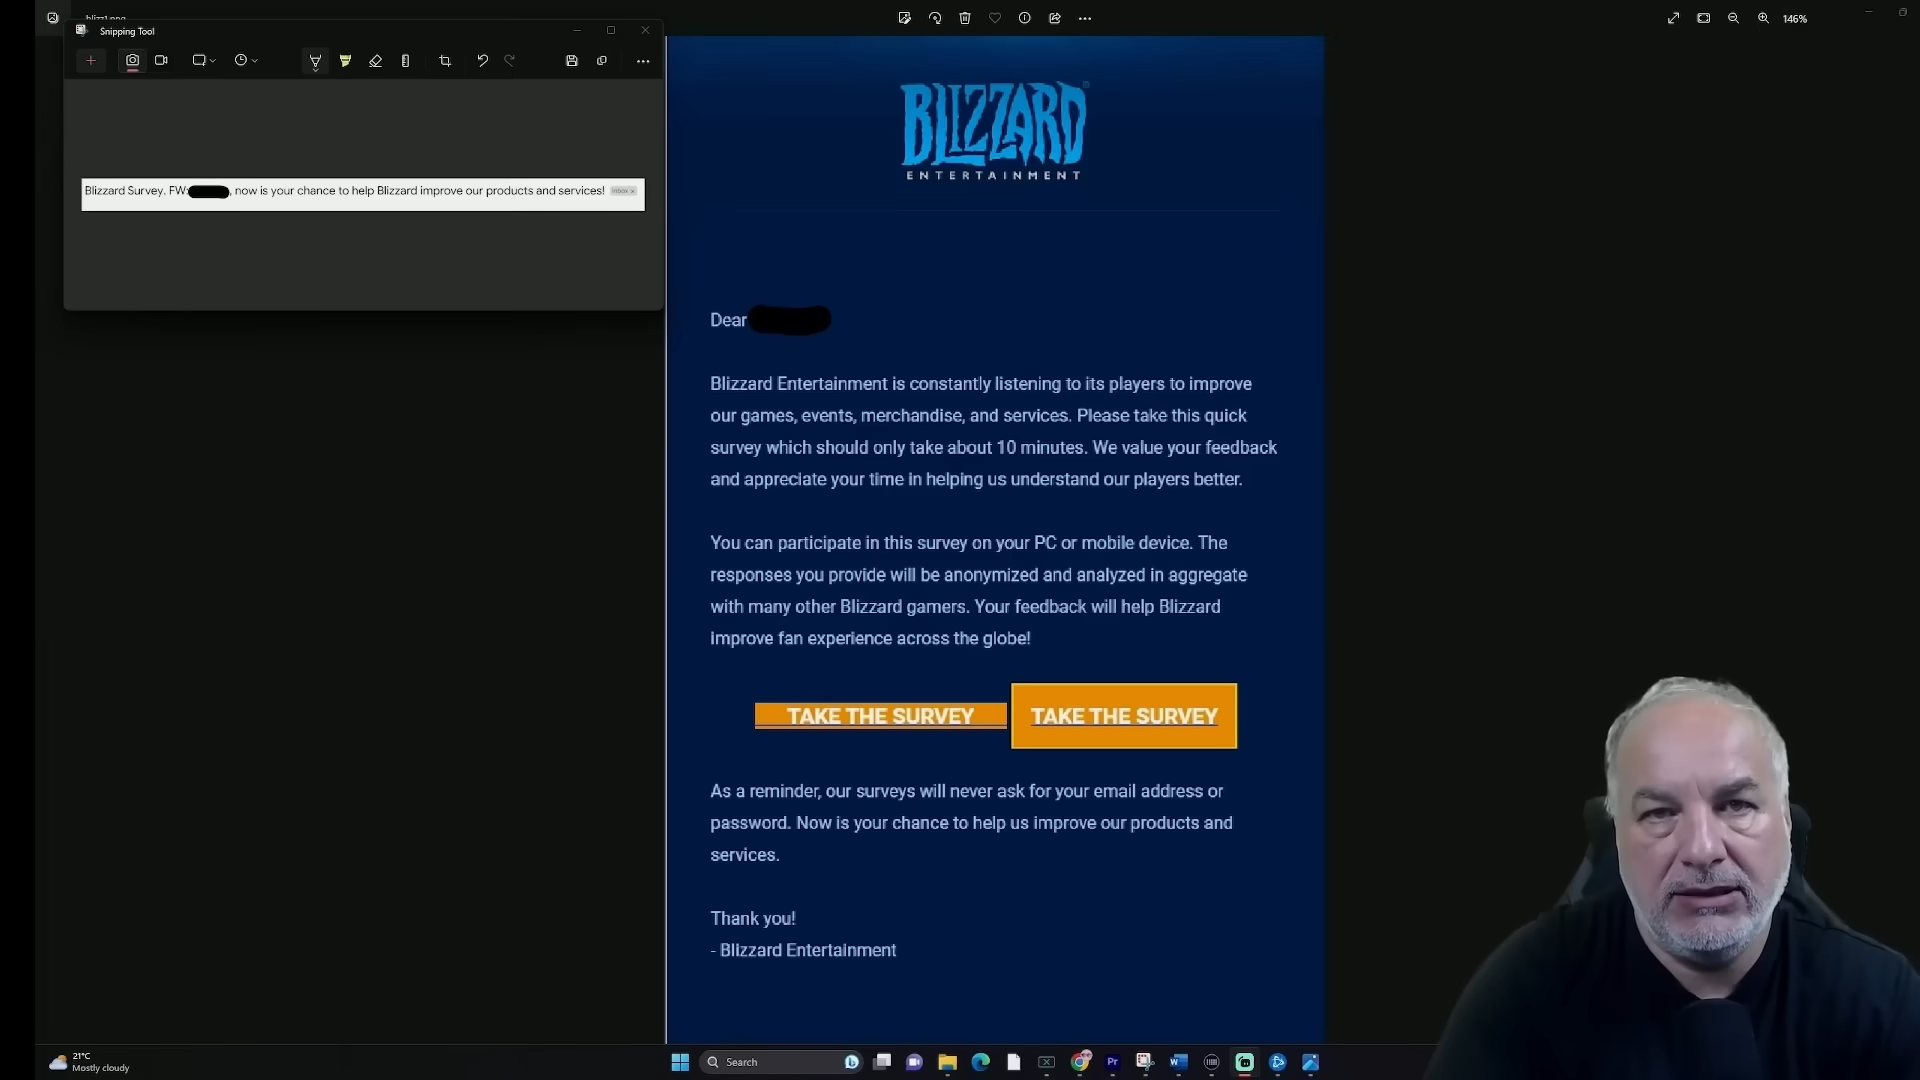 blizz1.png
146%
Snipping Tool
Blizzard Survey. FW: , now is your chance to help Blizzard improve our products and services! Inbox x
BLIZZARD
ENTERTAINMENT
Dear
Blizzard Entertainment is constantly listening to its players to improve
our games, events, merchandise, and services. Please take this quick
survey which should only take about 10 minutes. We value your feedback
and appreciate your time in helping us understand our players better.
You can participate in this survey on your PC or mobile device. The
responses you provide will be anonymized and analyzed in aggregate
with many other Blizzard gamers. Your feedback will help Blizzard
improve fan experience across the globe!
TAKE THE SURVEY TAKE THE SURVEY
As a reminder, our surveys will never ask for your email address or
password. Now is your chance to help us improve our products and
services.
Thank you!
- Blizzard Entertainment
21°C
Mostly cloudy
Search
Pr